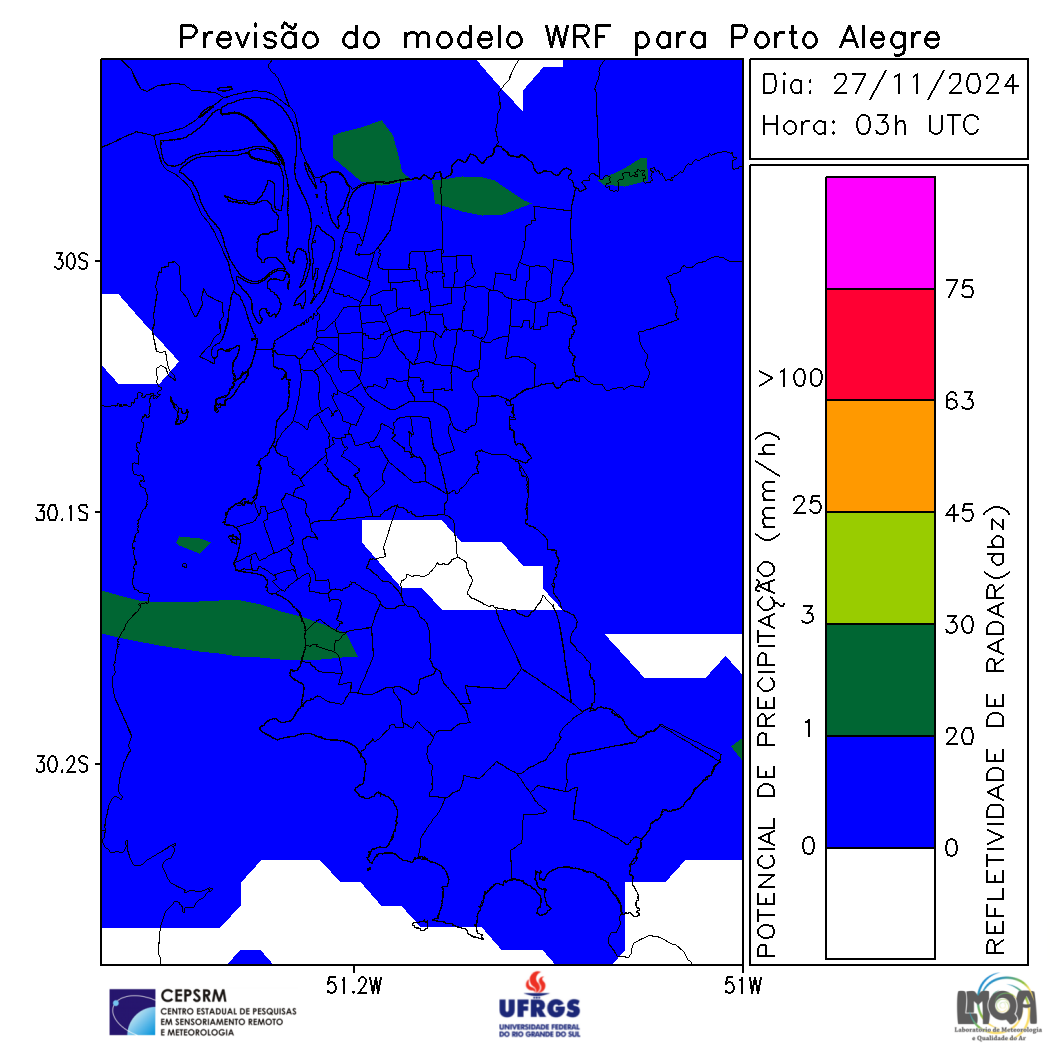 Previsão do modelo WRF para Porto Alegre
Dia: 27/11/2024
Hora: 03h UTC
30S
30.1S
30.2S
51.2W
51W
POTENCIAL DE PRECIPITAÇÃO (mm/h)
>100
25
3
1
0
75
63
45
30
20
0
REFLETIVIDADE DE RADAR(dbz)
CEPSRM
CENTRO ESTADUAL DE PESQUISAS
EM SENSORIAMENTO REMOTO
E METEOROLOGIA
UFRGS
UNIVERSIDADE FEDERAL
DO RIO GRANDE DO SUL
LMQA
Laboratório de Meteorologia
e Qualidade do Ar